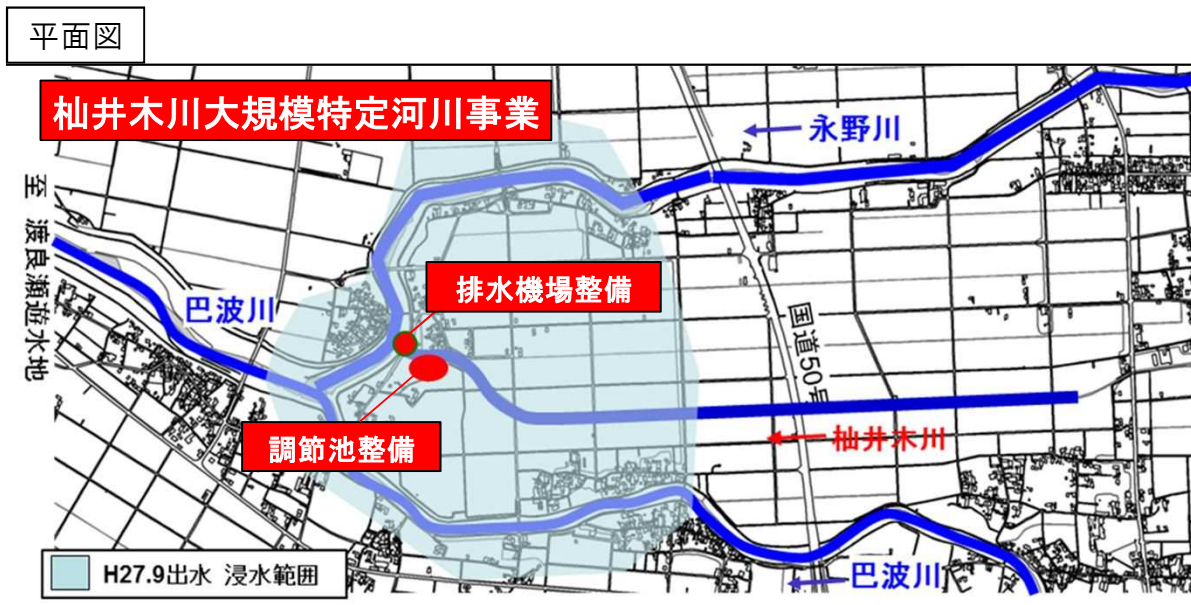 平面図
杣井木川大規模特定河川事業
永野川
至 渡良瀬遊水地
巴波川
排水機場整備
国道50号
調節池整備
杣井木川
巴波川
H27.9出水 浸水範囲